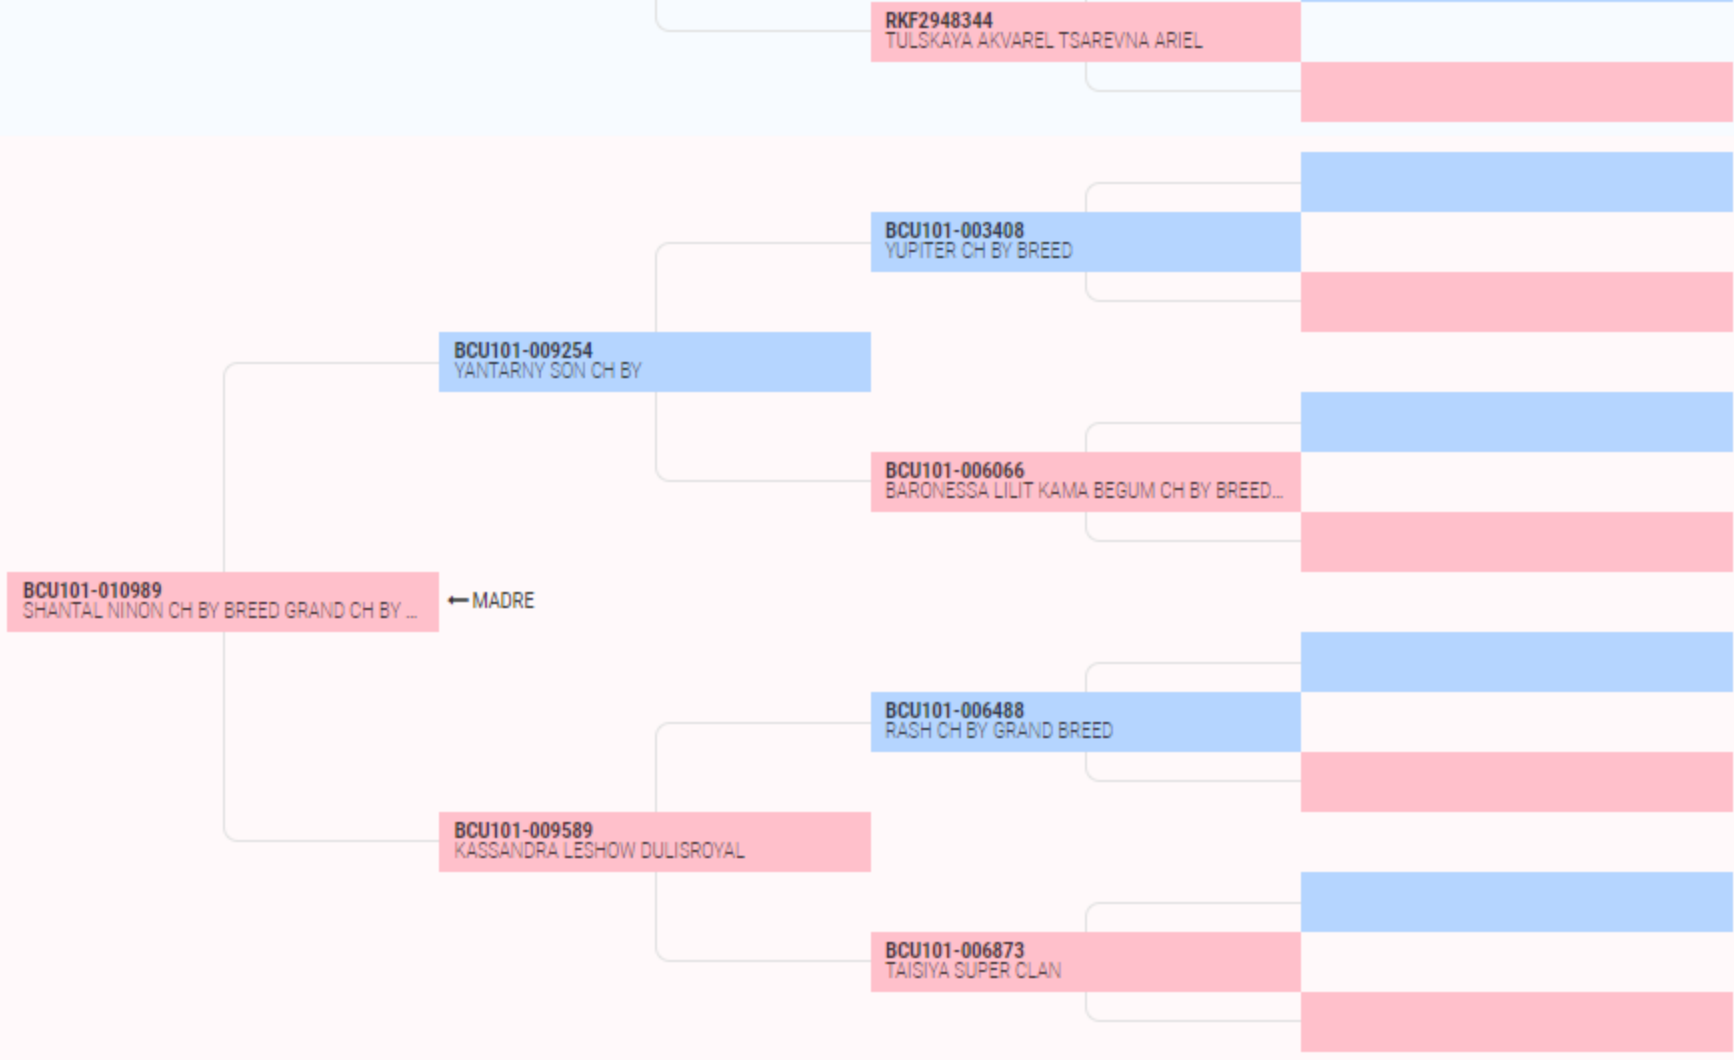 RKF2948344
TULSKAYA AKVAREL TSAREVNA ARIEL
BCU101-003408
YUPITER CH BY BREED
BCU101-009254
YANTARNY SON CH BY
BCU101-006066
BARONESSA LILIT KAMA BEGUM CH BY BREED...
BCU101-010989
SHANTAL NINON CH BY BREED GRAND CH BY ...
← MADRE
BCU101-006488
RASH CH BY GRAND BREED
BCU101-009589
KASSANDRA LESHOW DULISROYAL
BCU101-006873
TAISIYA SUPER CLAN